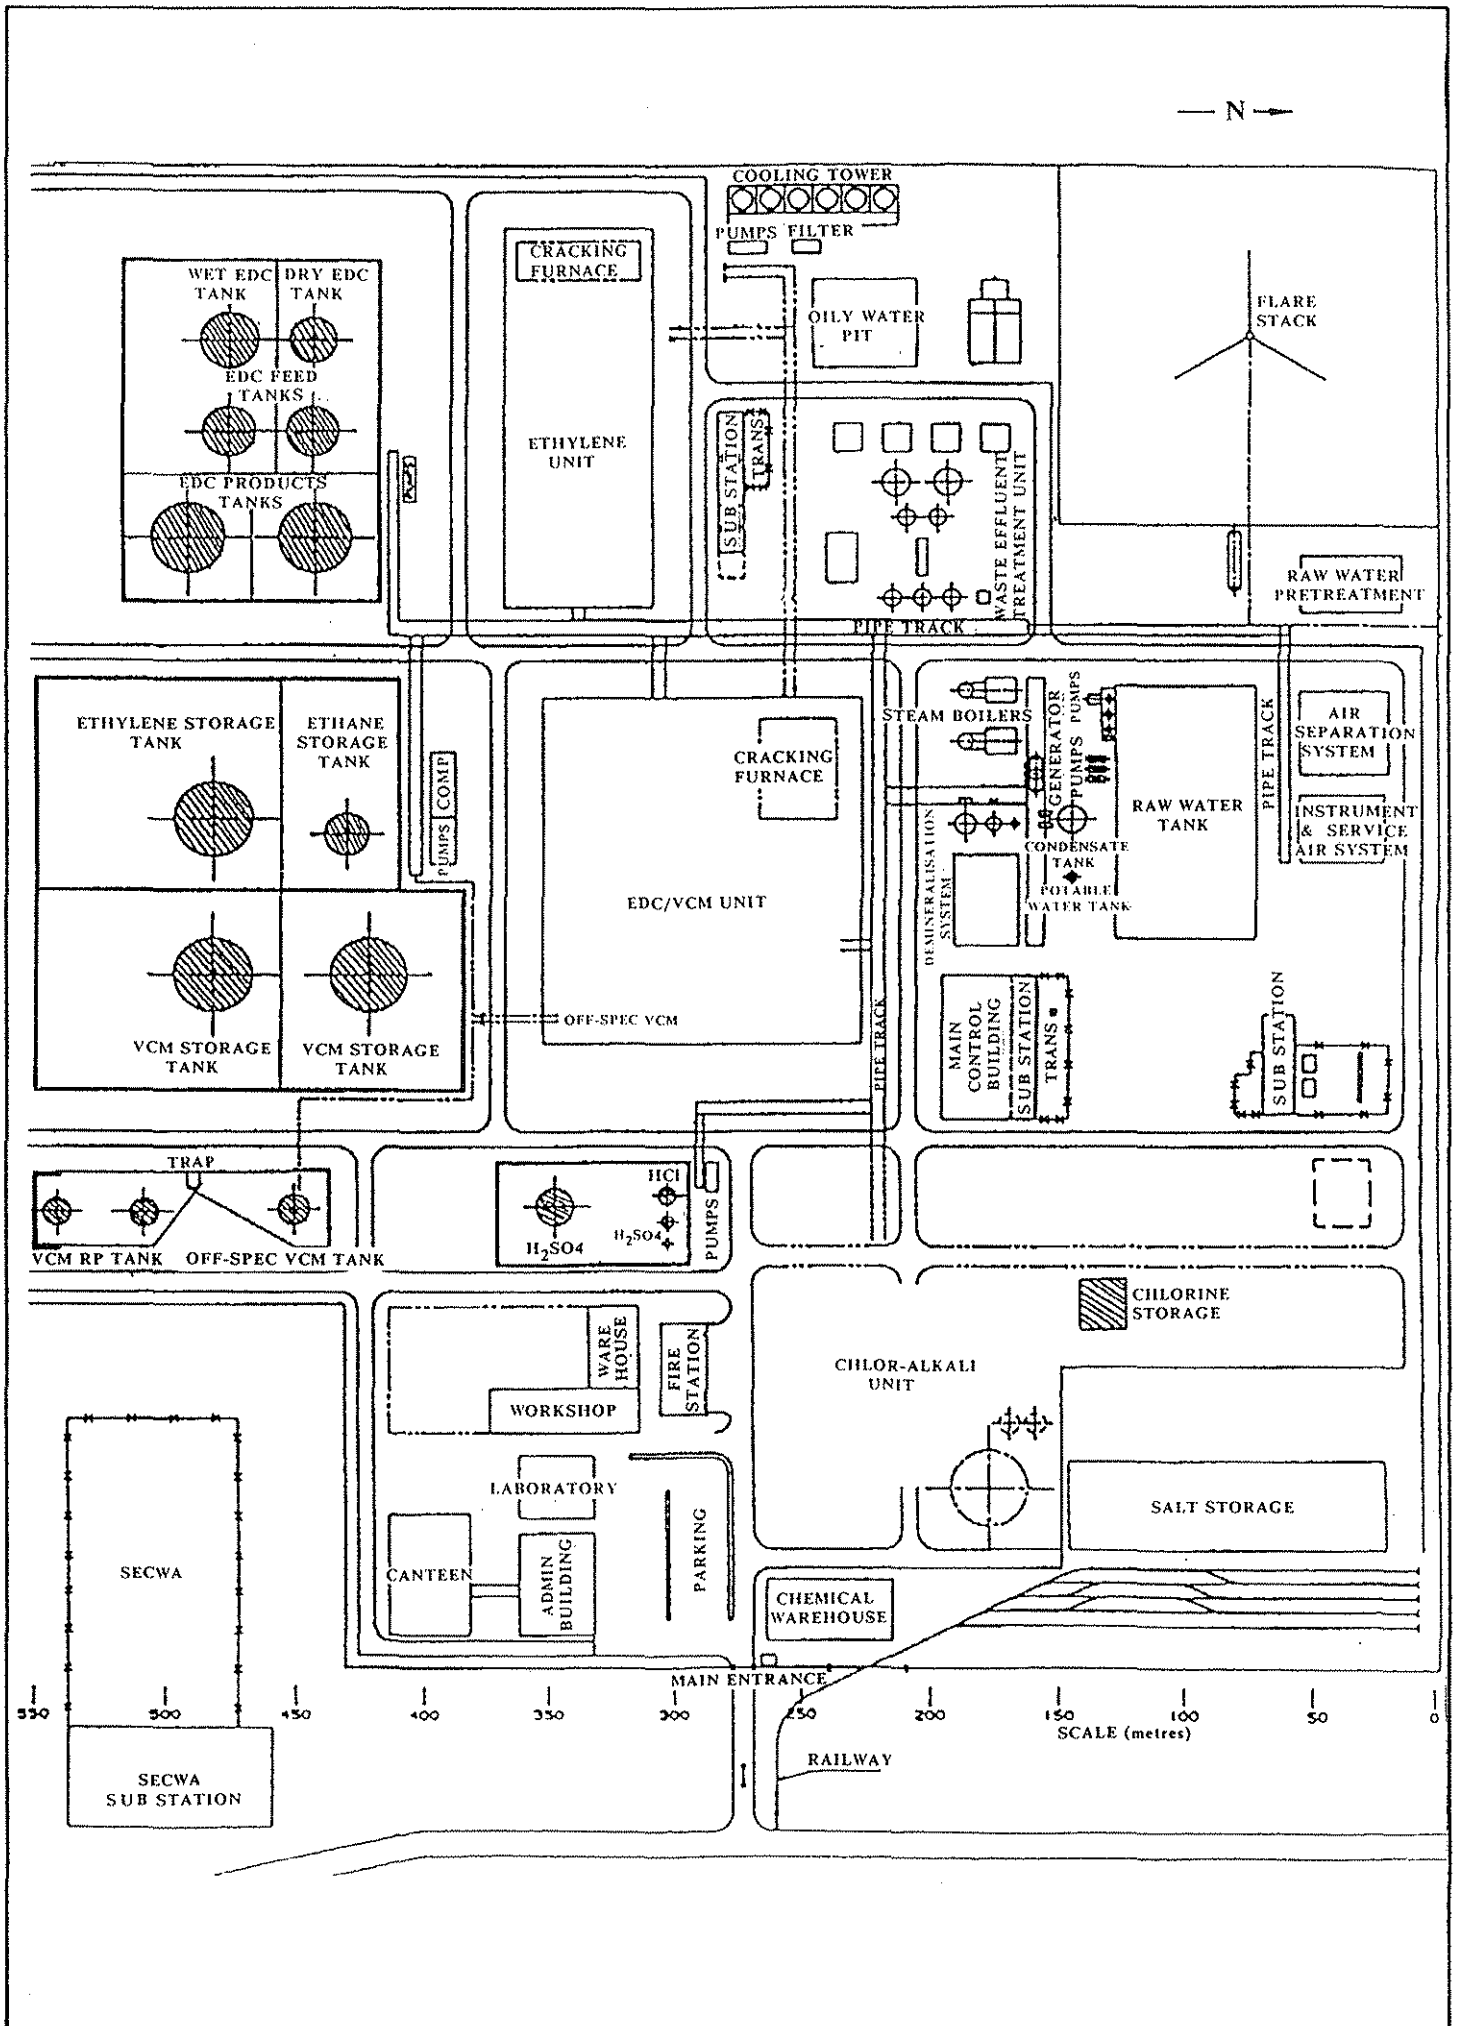 N
COOLING TOWER
PUMPS FILTER
CRACKING
FURNACE
WET EDC
TANK
DRY EDC
TANK
FLARE
STACK
OILY WATER
PIT
EDC FEED
TANKS
ETHYLENE
UNIT
SUB STATION
TRANS
WASTE EFFLUENT
TREATMENT UNIT
EDC PRODUCTS
TANKS
PUMPS
RAW WATER
PRETREATMENT
PIPE TRACK
ETHYLENE STORAGE
TANK
ETHANE
STORAGE
TANK
PUMPS
COMP
CRACKING
FURNACE
STEAM BOILERS
GENERATOR
PUMPS
PUMPS
RAW WATER
TANK
PIPE TRACK
AIR
SEPARATION
SYSTEM
INSTRUMENT
& SERVICE
AIR SYSTEM
CONDENSATE
TANK
POTABLE
WATER TANK
DEMINERALISATION
SYSTEM
EDC/VCM UNIT
OFF-SPEC VCM
VCM STORAGE
TANK
VCM STORAGE
TANK
PIPE TRACK
MAIN
CONTROL
BUILDING
SUB STATION
TRANS
SUB STATION
TRAP
VCM RP TANK
OFF-SPEC VCM TANK
H2SO4
HCl
H2SO4
PUMPS
CHLORINE
STORAGE
WARE
HOUSE
FIRE
STATION
WORKSHOP
CHLOR-ALKALI
UNIT
LABORATORY
SALT STORAGE
SECWA
CANTEEN
ADMIN
BUILDING
PARKING
CHEMICAL
WAREHOUSE
MAIN ENTRANCE
550 500 450 400 350 300 250 200 150 100 50 0
SCALE (metres)
RAILWAY
SECWA
SUB STATION